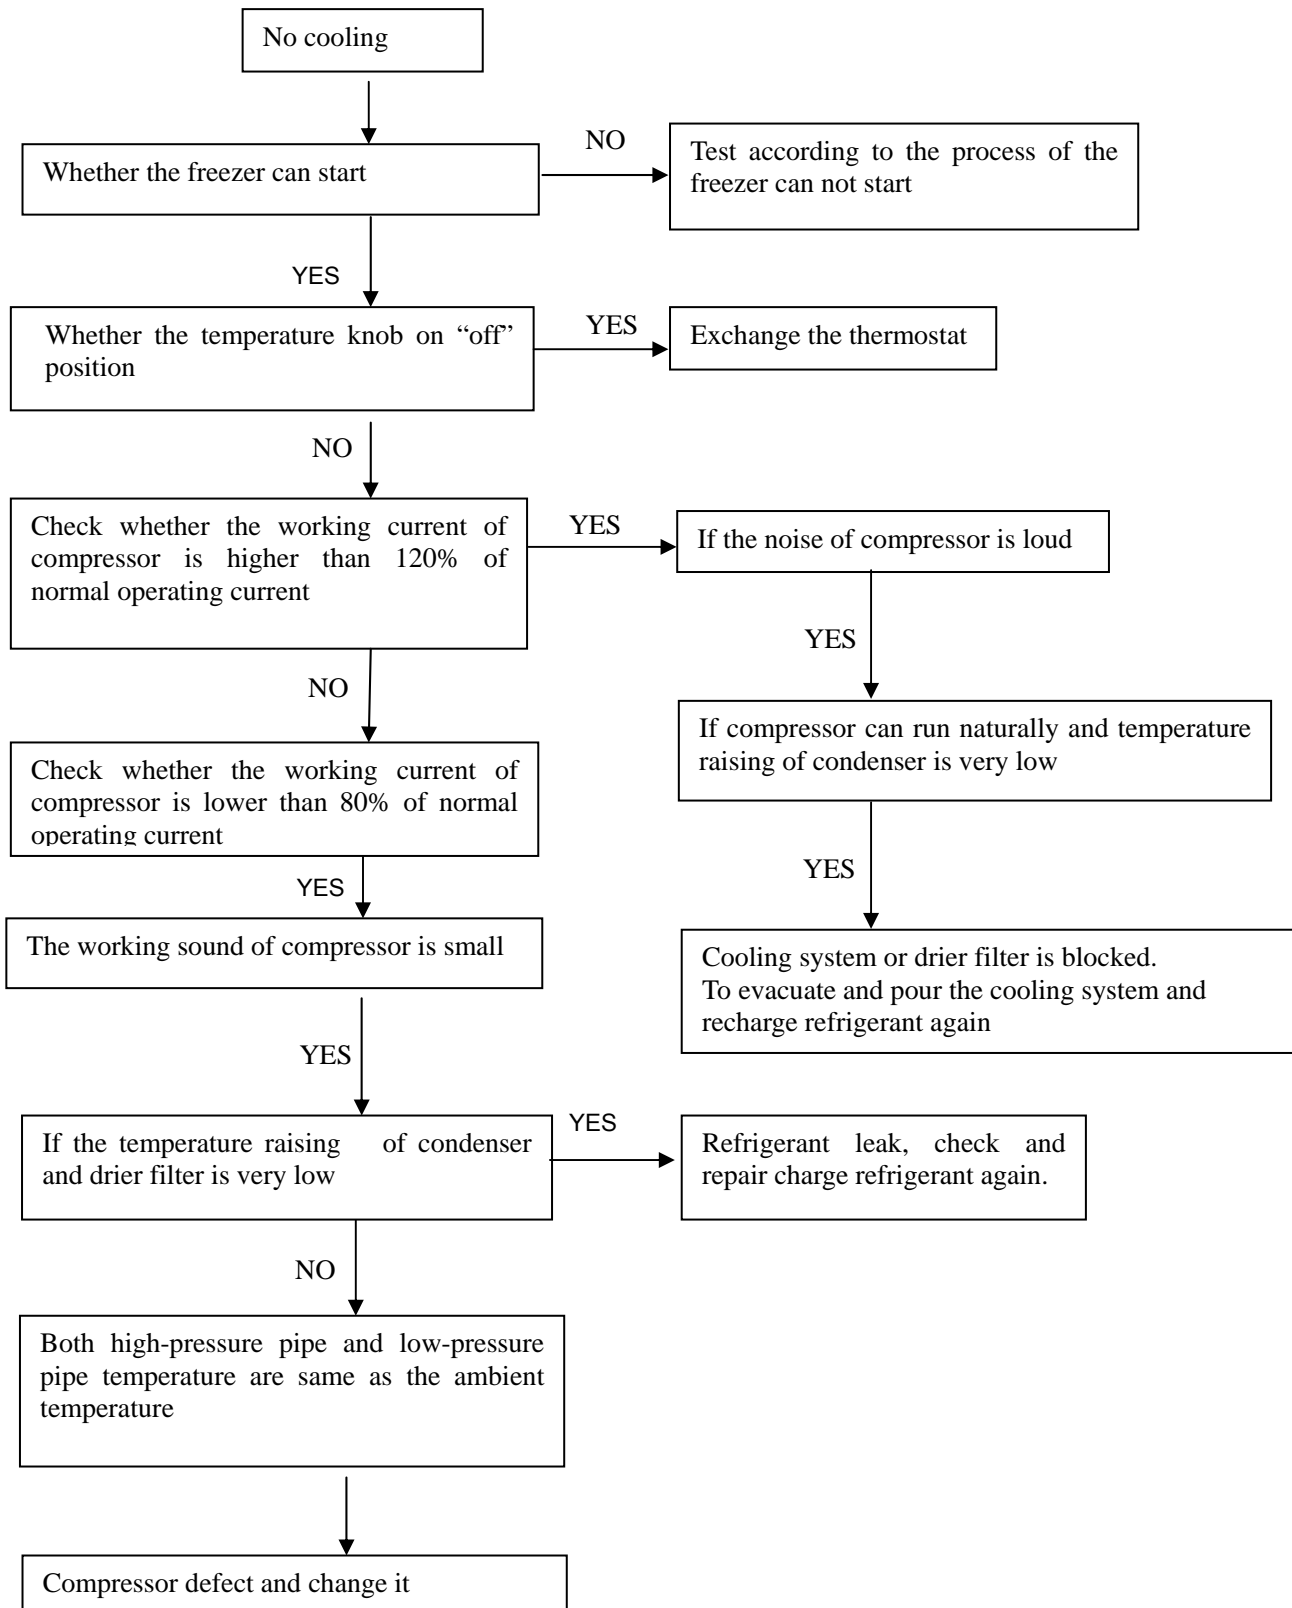 No cooling
NO
Whether the freezer can start
Test according to the process of the
freezer can not start
YES
Whether the temperature knob on “off”
position
YES
Exchange the thermostat
NO
Check whether the working current of
compressor is higher than 120% of
normal operating current
YES
If the noise of compressor is loud
YES
NO
If compressor can run naturally and temperature
raising of condenser is very low
Check whether the working current of
compressor is lower than 80% of normal
operating current
YES
YES
The working sound of compressor is small
Cooling system or drier filter is blocked.
To evacuate and pour the cooling system and
recharge refrigerant again
YES
If the temperature raising of condenser
and drier filter is very low
YES
Refrigerant leak, check and
repair charge refrigerant again.
NO
Both high-pressure pipe and low-pressure
pipe temperature are same as the ambient
temperature
Compressor defect and change it